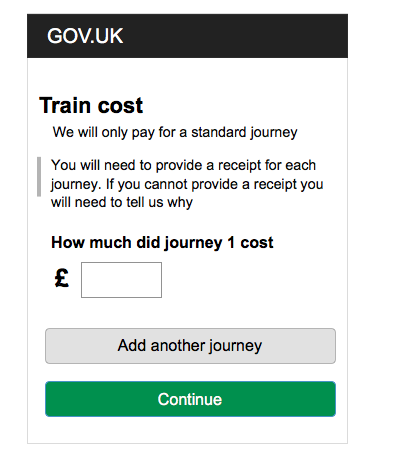 GOV.UK
Train cost
We will only pay for a standard journey
You will need to provide a receipt for each
journey. If you cannot provide a receipt you
will need to tell us why
How much did journey 1 cost
£
Add another journey
Continue